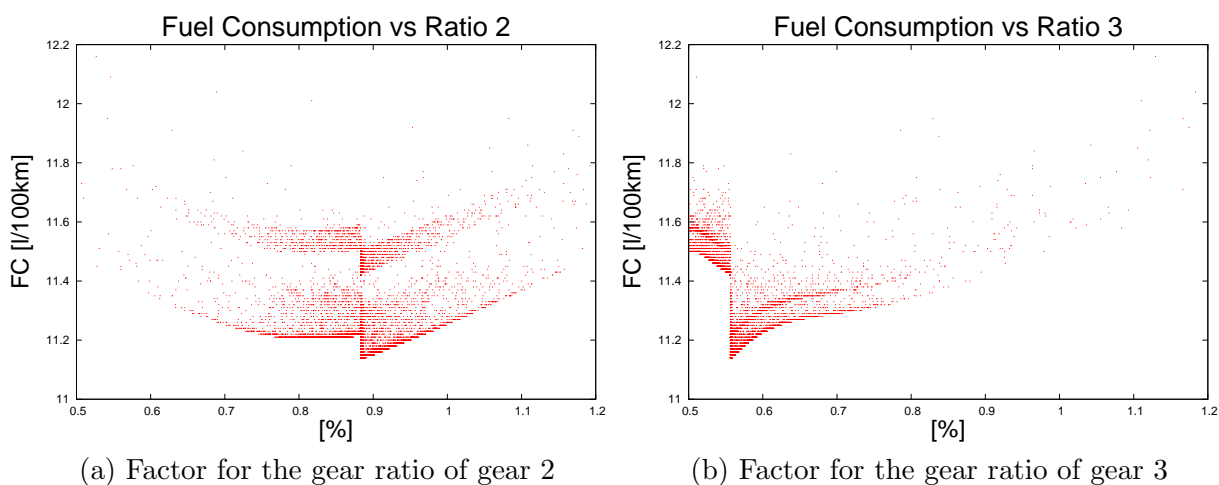 Fuel Consumption vs Ratio 2
FC [l/100km]
12.2
12
11.8
11.6
11.4
11.2
11
0.5 0.6 0.7 0.8 0.9 1 1.1 1.2
[%]
(a) Factor for the gear ratio of gear 2
Fuel Consumption vs Ratio 3
FC [l/100km]
12.2
12
11.8
11.6
11.4
11.2
11
0.5 0.6 0.7 0.8 0.9 1 1.1 1.2
[%]
(b) Factor for the gear ratio of gear 3